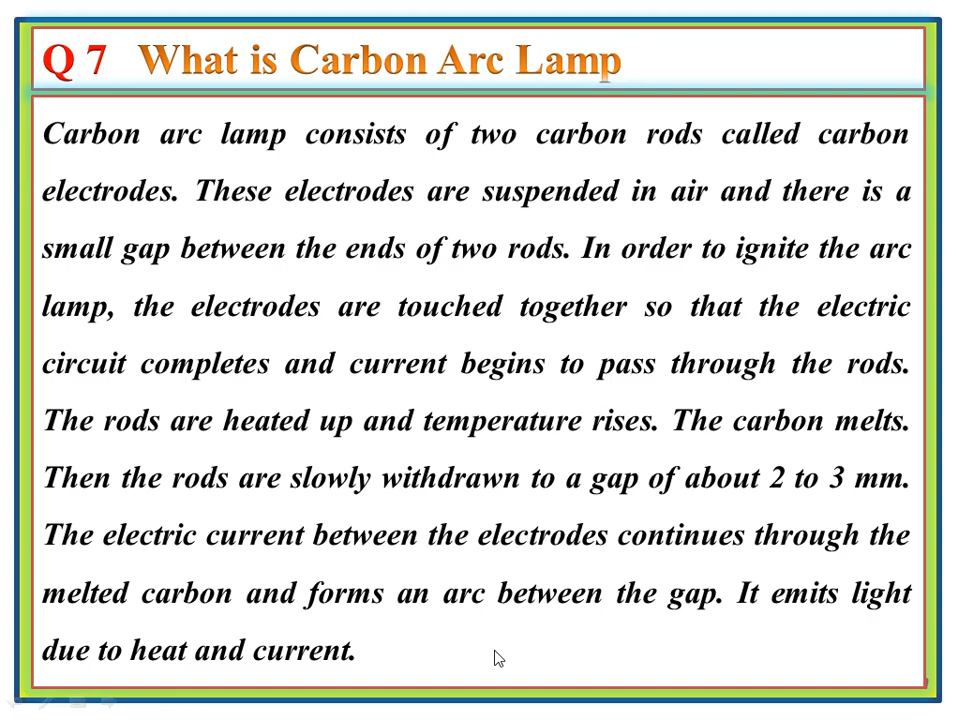 Q 7 What is Carbon Arc Lamp
Carbon arc lamp consists of two carbon rods called carbon
electrodes. These electrodes are suspended in air and there is a
small gap between the ends of two rods. In order to ignite the arc
lamp, the electrodes are touched together so that the electric
circuit completes and current begins to pass through the rods.
The rods are heated up and temperature rises. The carbon melts.
Then the rods are slowly withdrawn to a gap of about 2 to 3 mm.
The electric current between the electrodes continues through the
melted carbon and forms an arc between the gap. It emits light
due to heat and current.